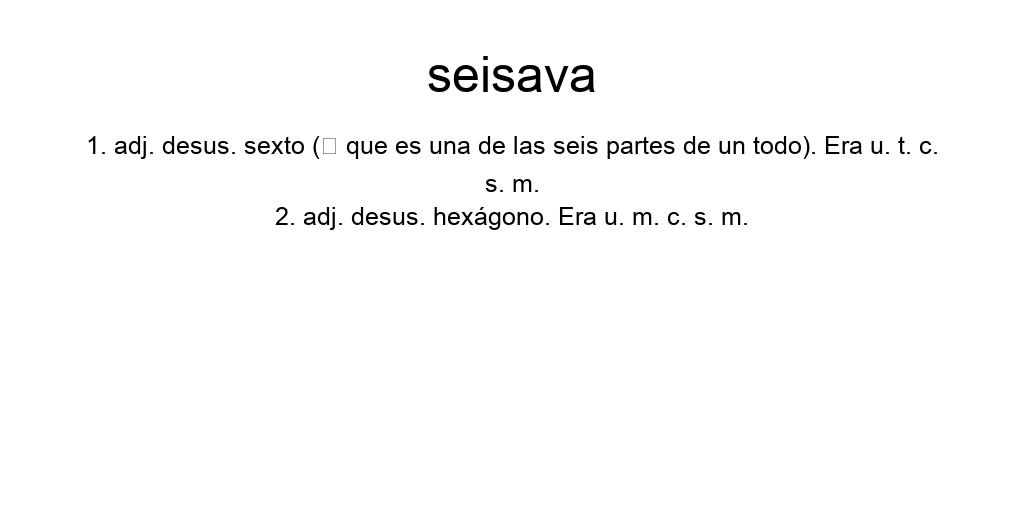 seisava
1. adj. desus. sexto (□ que es una de las seis partes de un todo). Era u. t. c.
s. m.
2. adj. desus. hexágono. Era u. m. c. s. m.